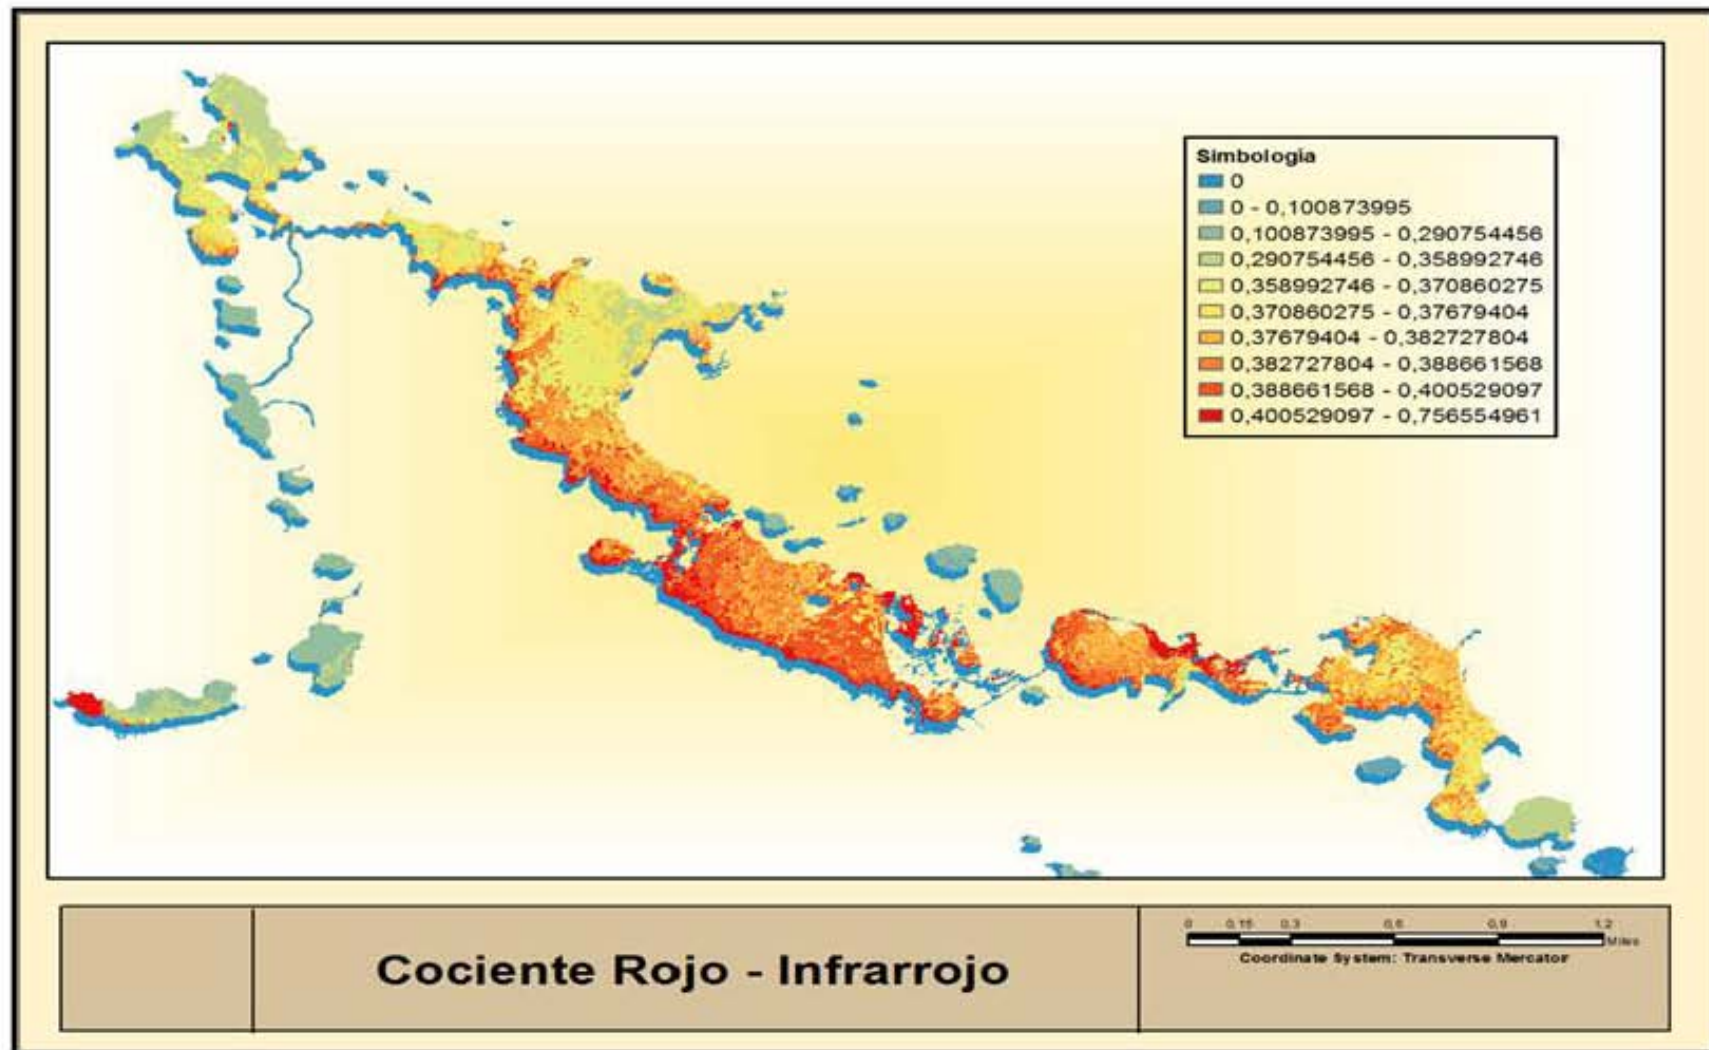 Simbología
0
0 - 0,100873995
0,100873995 - 0,290754456
0,290754456 - 0,358992746
0,358992746 - 0,370860275
0,370860275 - 0,37679404
0,37679404 - 0,382727804
0,382727804 - 0,388661568
0,388661568 - 0,400529097
0,400529097 - 0,756554961
Cociente Rojo - Infrarrojo
0 0,15 0,3 0,6 0,9 1,2
Miles
Coordinate System: Transverse Mercator